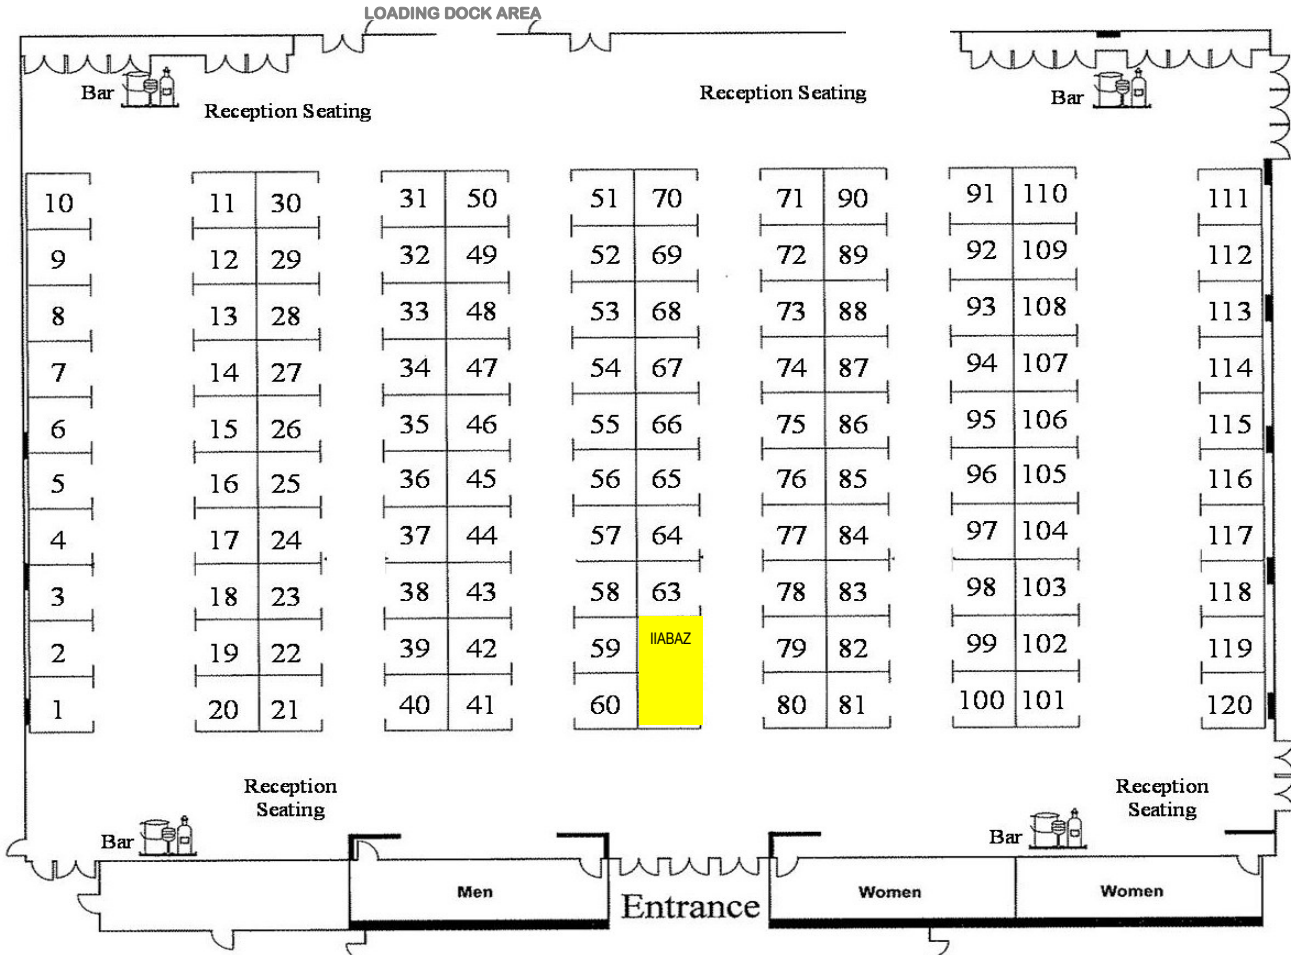 LOADING DOCK AREA
Bar
Reception Seating
Reception Seating
Bar
10 11 30 31 50 51 70 71 90 91 110 111
9 12 29 32 49 52 69 72 89 92 109 112
8 13 28 33 48 53 68 73 88 93 108 113
7 14 27 34 47 54 67 74 87 94 107 114
6 15 26 35 46 55 66 75 86 95 106 115
5 16 25 36 45 56 65 76 85 96 105 116
4 17 24 37 44 57 64 77 84 97 104 117
3 18 23 38 43 58 63 78 83 98 103 118
2 19 22 39 42 59 IIABAZ 79 82 99 102 119
1 20 21 40 41 60 80 81 100 101 120
Reception
Seating
Reception
Seating
Bar
Bar
Men
Entrance
Women
Women